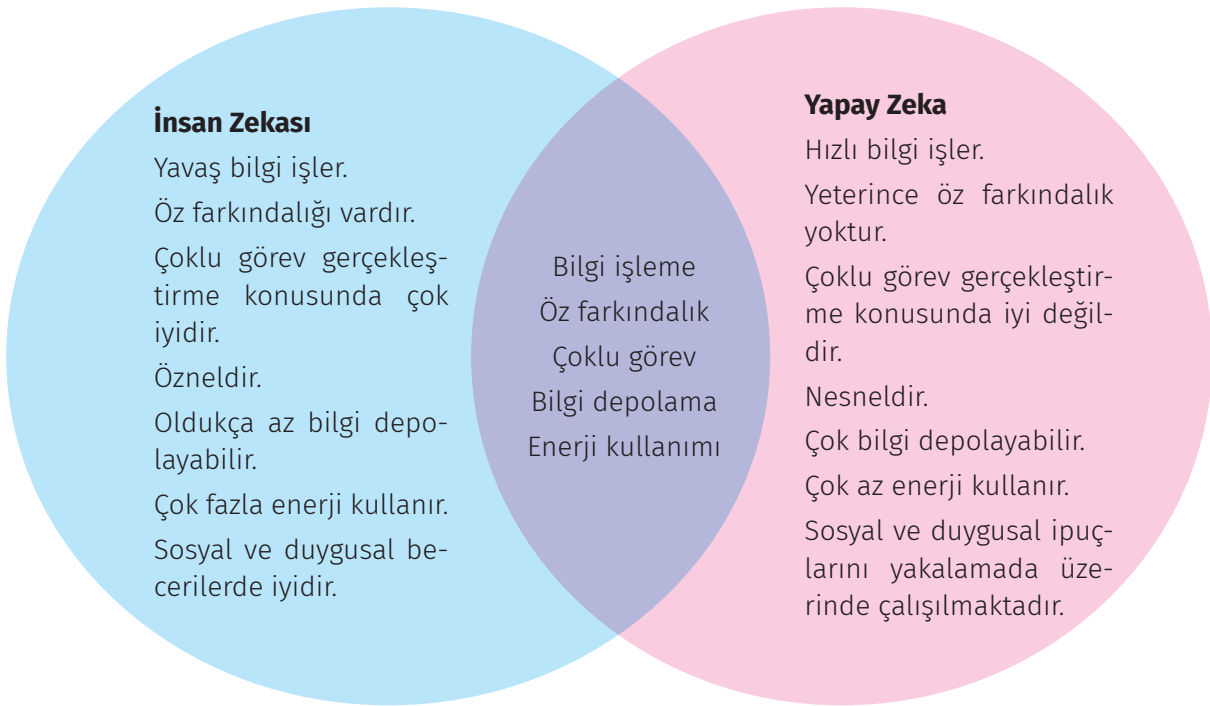 İnsan Zekası
Yavaş bilgi işler.
Öz farkındalığı vardır.
Çoklu görev gerçekleş-
tirme konusunda çok
iyidir.
Özneldir.
Oldukça az bilgi depo-
layabilir.
Çok fazla enerji kullanır.
Sosyal ve duygusal be-
cerilerde iyidir.
Bilgi işleme
Öz farkındalık
Çoklu görev
Bilgi depolama
Enerji kullanımı
Yapay Zeka
Hızlı bilgi işler.
Yeterince öz farkındalık
yoktur.
Çoklu görev gerçekleştir-
me konusunda iyi değil-
dir.
Nesneldir.
Çok bilgi depolayabilir.
Çok az enerji kullanır.
Sosyal ve duygusal ipuç-
larını yakalamada üze-
rinde çalışılmaktadır.